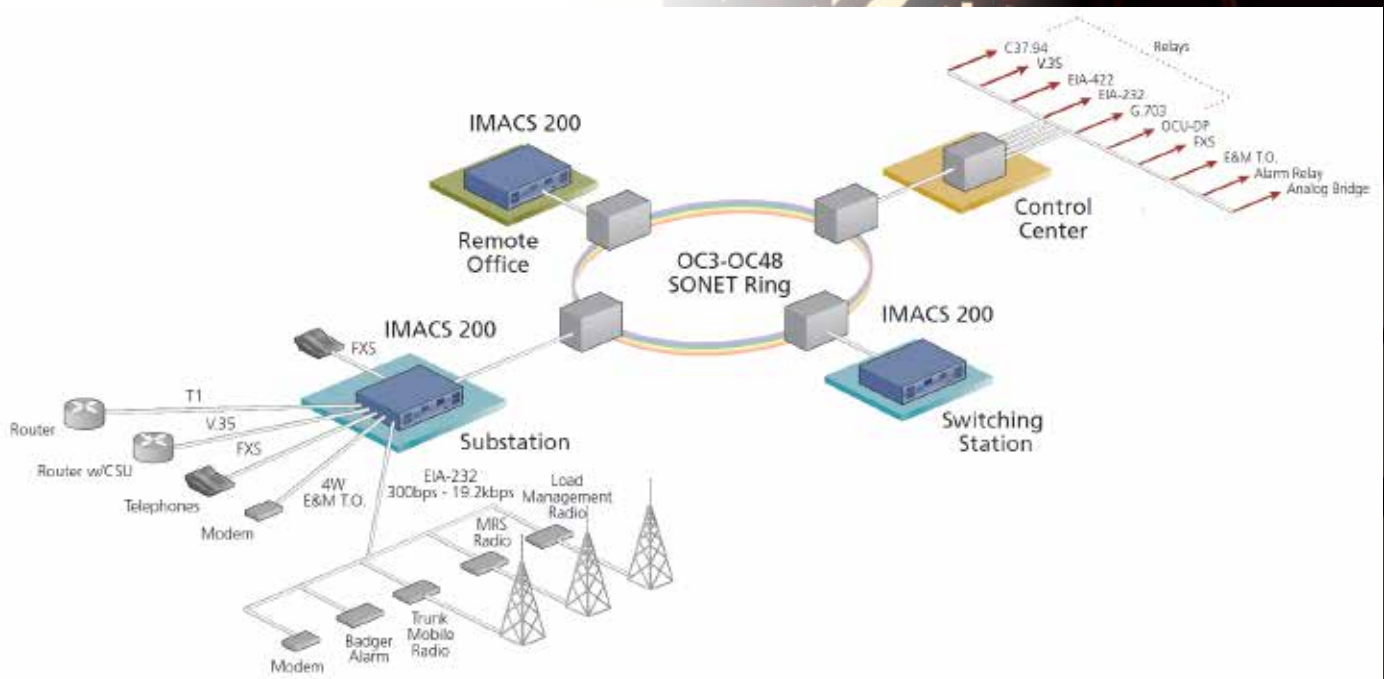 C37.94
Relays
V.35
EIA-422
EIA-232
G.703
OCU-DP
FXS
E&M T.O.
Alarm Relay
Analog Bridge
IMACS 200
Remote
Office
Control
Center
OC3-OC48
SONET Ring
IMACS 200
Switching
Station
IMACS 200
Substation
FXS
T1
Router
V.35
Router w/CSU
FXS
Telephones
4W
E&M T.O.
Modem
EIA-232
300bps - 19.2kbps
Load
Management
Radio
MRS
Radio
Trunk
Mobile
Radio
Badger
Alarm
Modem